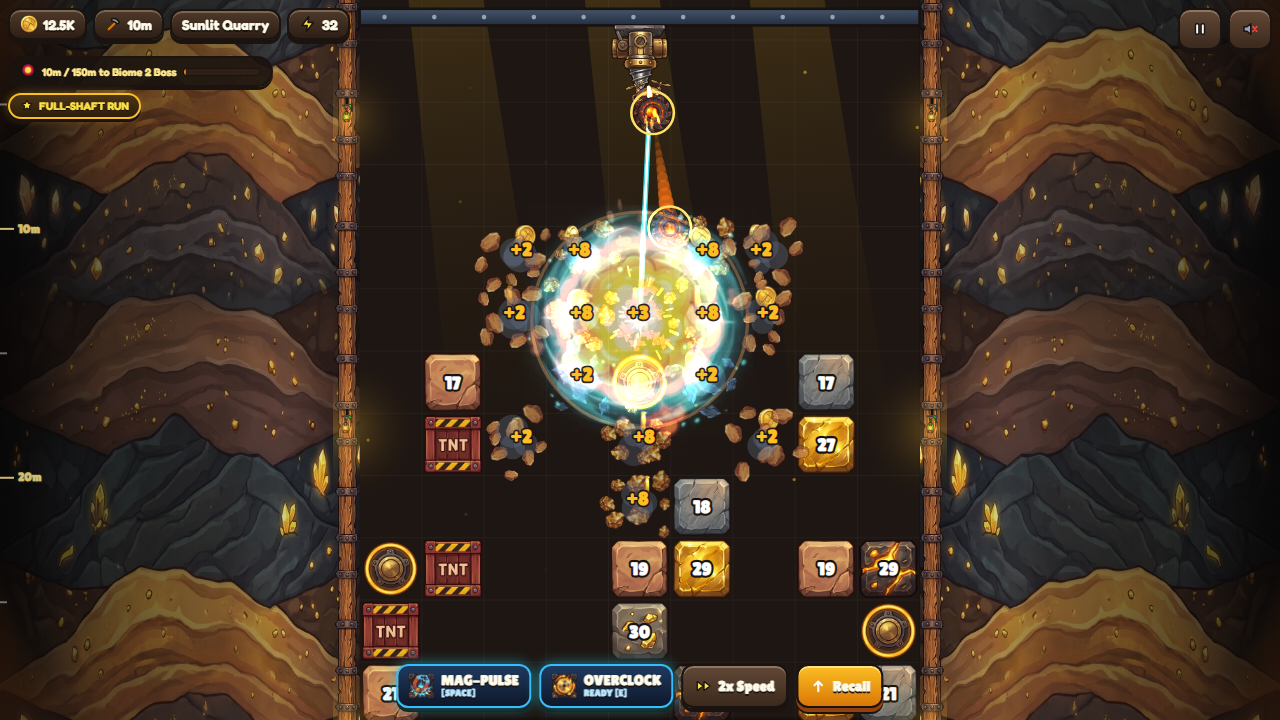 12.5K
10m
Sunlit Quarry
32
10m / 150m to Biome 2 Boss
FULL-SHAFT RUN
10m
+2 +8 +8 +2
+2 +8 +3 +8 +2
+2 +2
17 17
TNT +2 +8 +2 27
20m
+8 18
TNT 19 29 19 29
TNT 30
21
MAG-PULSE
[SPACE]
OVERCLOCK
READY [E]
2x Speed
Recall
21